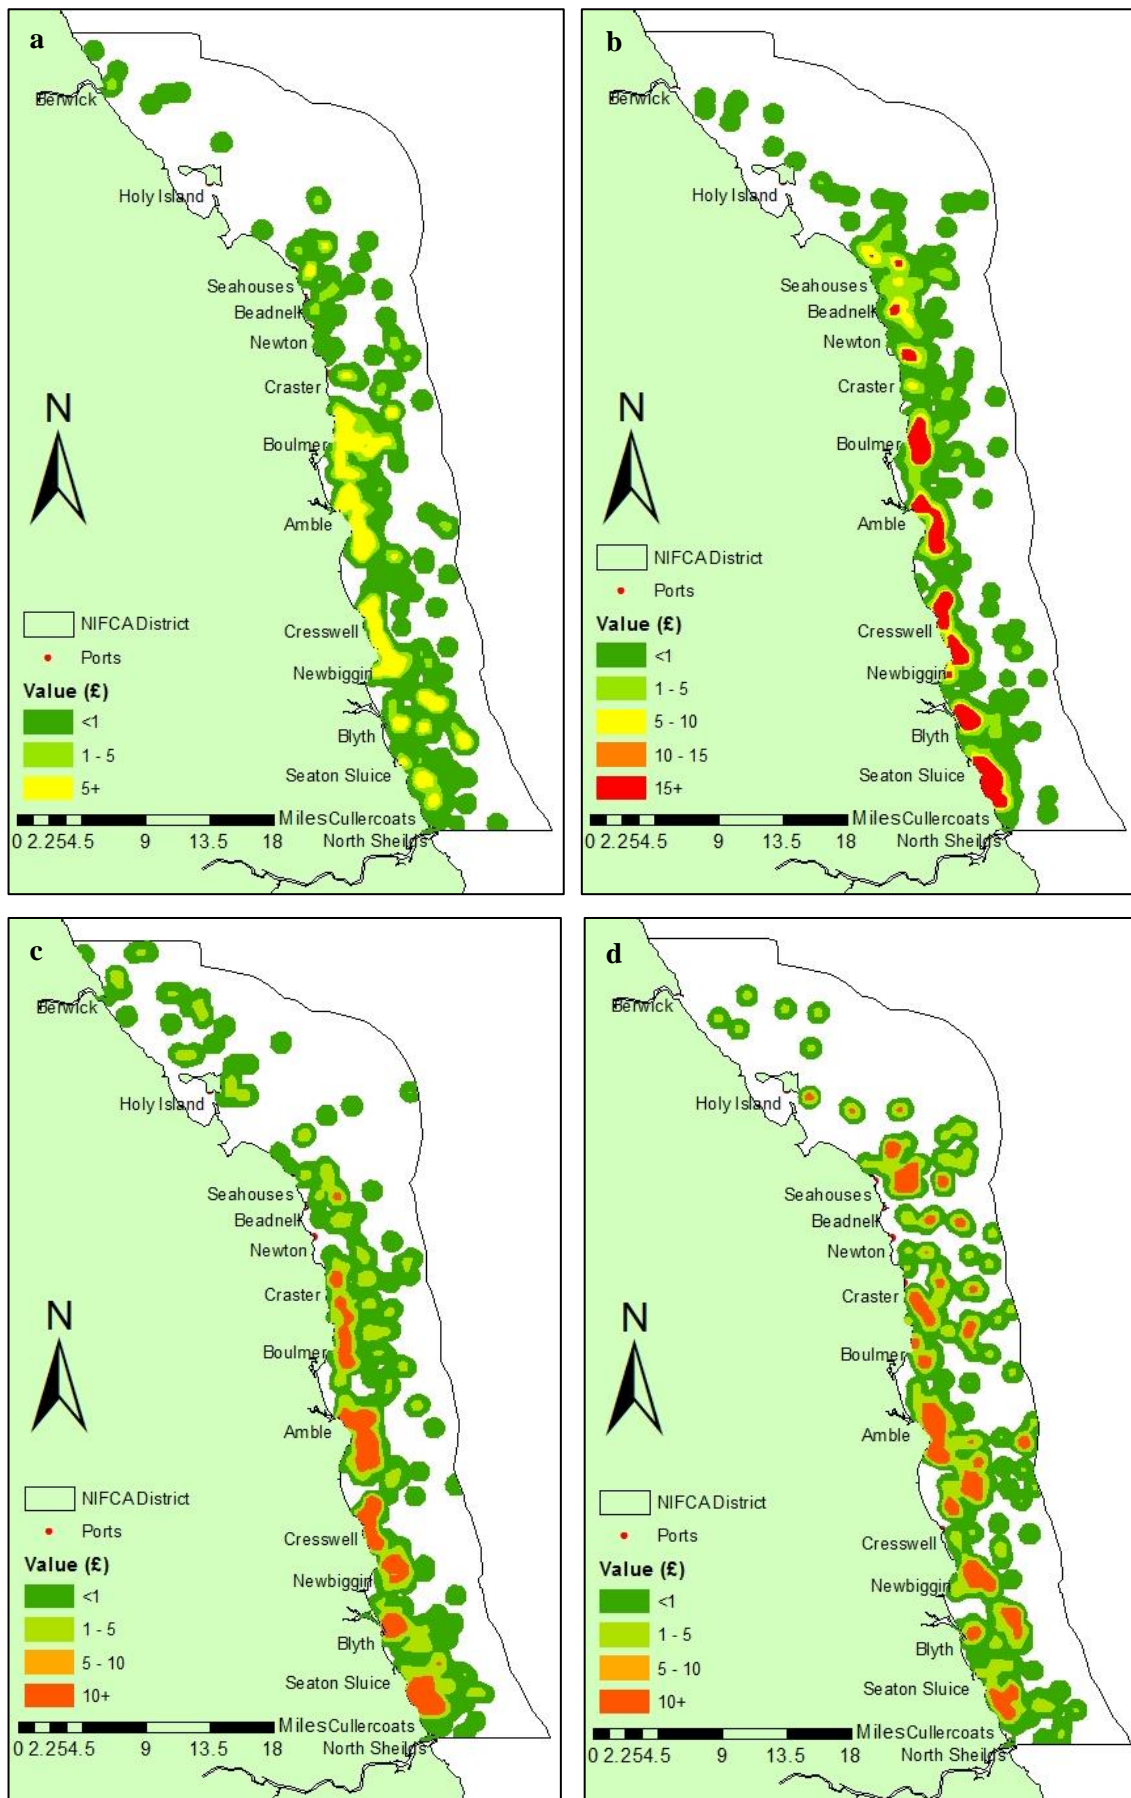 a
Berwick
Holy Island
Seahouses
Beadnell
Newton
Craster
N
Boulmer
Amble
NIFCA District
Ports
Cresswell
Newbiggin
Value (£)
<1
1 - 5
5+
Blyth
Seaton Sluice
Miles
Cullercoats
0 2.25 4.5 9 13.5 18
North Sheilds
b
Berwick
Holy Island
Seahouses
Beadnell
Newton
Craster
N
Boulmer
Amble
NIFCA District
Ports
Value (£)
<1
1 - 5
5 - 10
10 - 15
15+
Cresswell
Newbiggin
Blyth
Seaton Sluice
Miles
Cullercoats
0 2.25 4.5 9 13.5 18
North Sheilds
c
Berwick
Holy Island
Seahouses
Beadnell
Newton
Craster
N
Boulmer
Amble
NIFCA District
Ports
Value (£)
<1
1 - 5
5 - 10
10+
Cresswell
Newbiggin
Blyth
Seaton Sluice
Miles
Cullercoats
0 2.25 4.5 9 13.5 18
North Sheilds
d
Berwick
Holy Island
Seahouses
Beadnell
Newton
Craster
N
Boulmer
Amble
NIFCA District
Ports
Value (£)
<1
1 - 5
5 - 10
10+
Cresswell
Newbiggin
Blyth
Seaton Sluice
Miles
Cullercoats
0 2.25 4.5 9 13.5 18
North Sheilds